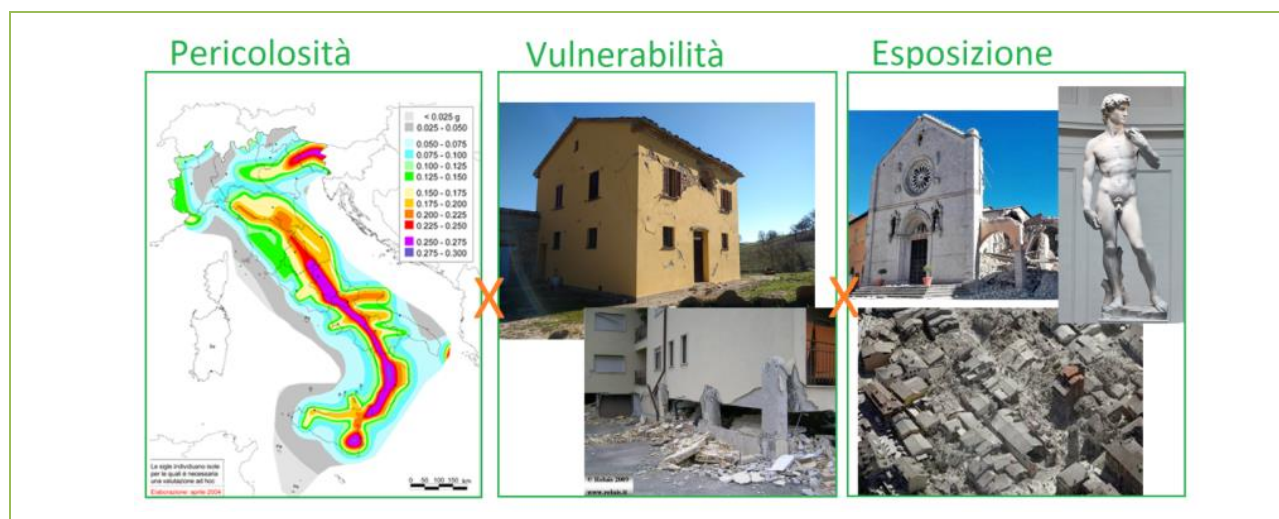 Pericolosità
Vulnerabilità
Esposizione
< 0.025 g
0.025 - 0.050
0.050 - 0.075
0.075 - 0.100
0.100 - 0.125
0.125 - 0.150
0.150 - 0.175
0.175 - 0.200
0.200 - 0.225
0.225 - 0.250
0.250 - 0.275
0.275 - 0.300
X
X
Le sigle individuano isole
per le quali è necessaria
una valutazione ad hoc
Elaborazione: aprile 2004
0 50 100 150 km
© Reluis 2009
www.reluis.it